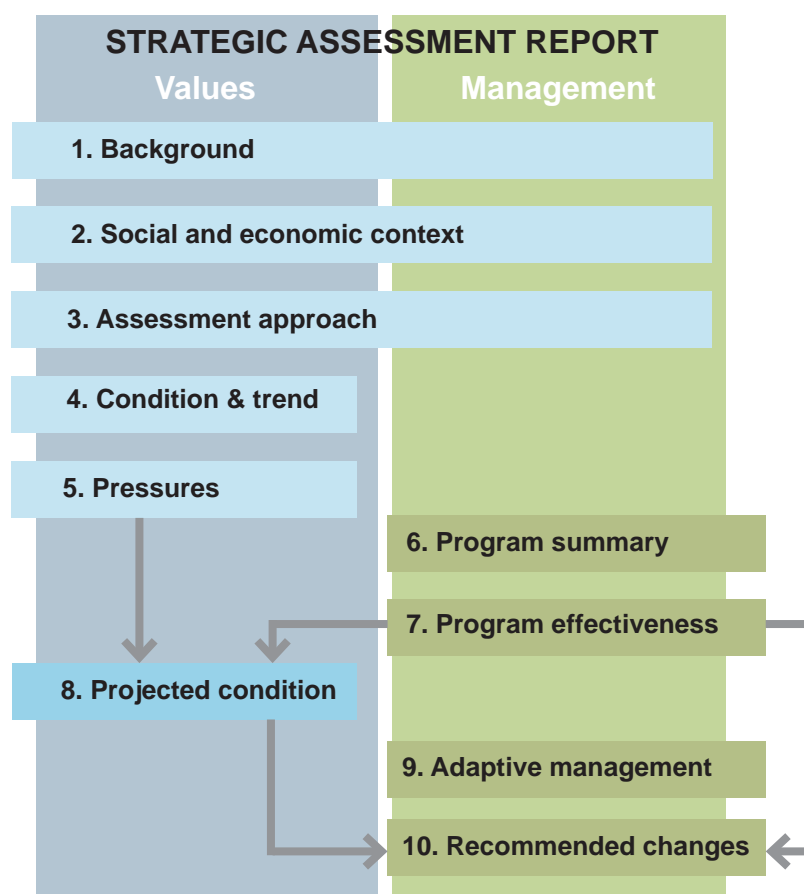 STRATEGIC ASSESSMENT REPORT
Values
Management
1. Background
2. Social and economic context
3. Assessment approach
4. Condition & trend
5. Pressures
6. Program summary
7. Program effectiveness
8. Projected condition
9. Adaptive management
10. Recommended changes